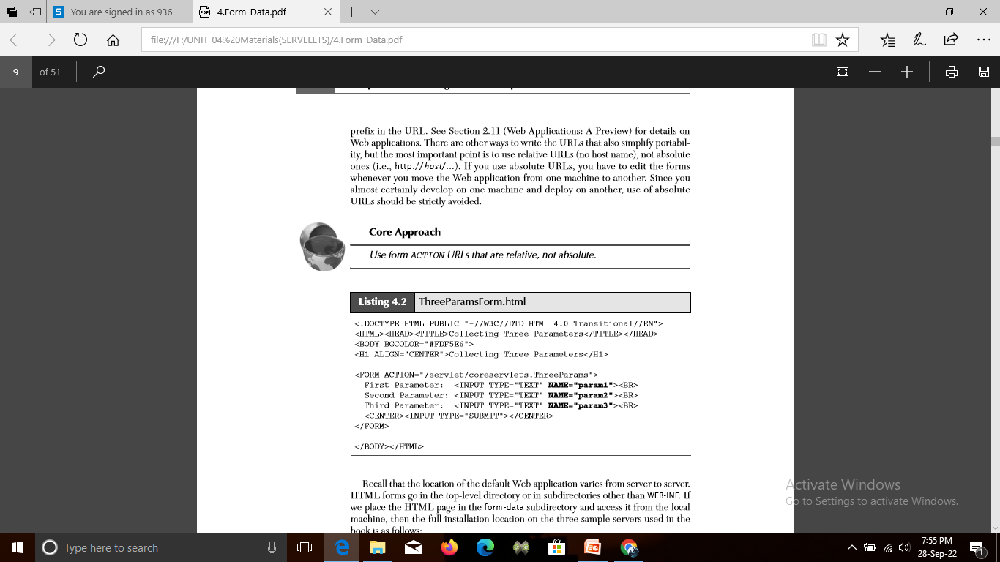 You are signed in as 936
4.Form-Data.pdf
file:///F:/UNIT-04%20Materials(SERVELETS)/4.Form-Data.pdf
9 of 51
prefix in the URL. See Section 2.11 (Web Applications: A Preview) for details on
Web applications. There are other ways to write the URLs that also simplify portabil-
ity, but the most important point is to use relative URLs (no host name), not absolute
ones (i.e., http://host/...). If you use absolute URLs, you have to edit the forms
whenever you move the Web application from one machine to another. Since you
almost certainly develop on one machine and deploy on another, use of absolute
URLs should be strictly avoided.
Core Approach
Use form ACTION URLs that are relative, not absolute.
Listing 4.2 ThreeParamsForm.html
<!DOCTYPE HTML PUBLIC "-//W3C//DTD HTML 4.0 Transitional//EN">
<HTML><HEAD><TITLE>Collecting Three Parameters</TITLE></HEAD>
<BODY BGCOLOR="#FDF5E6">
<H1 ALIGN="CENTER">Collecting Three Parameters</H1>
<FORM ACTION="/servlet/coreservlets.ThreeParams">
First Parameter: <INPUT TYPE="TEXT" NAME="param1"><BR>
Second Parameter: <INPUT TYPE="TEXT" NAME="param2"><BR>
Third Parameter: <INPUT TYPE="TEXT" NAME="param3"><BR>
<CENTER><INPUT TYPE="SUBMIT"></CENTER>
</FORM>
</BODY></HTML>
Recall that the location of the default Web application varies from server to server.
HTML forms go in the top-level directory or in subdirectories other than WEB-INF. If
we place the HTML page in the form-data subdirectory and access it from the local
machine, then the full installation location on the three sample servers used in the
book is as follows:
Activate Windows
Go to Settings to activate Windows.
Type here to search
7:55 PM
28-Sep-22
1